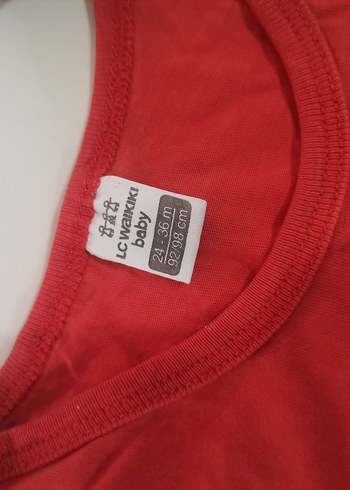 LC WAIKIKI
baby
24 - 36 m
92/98 cm